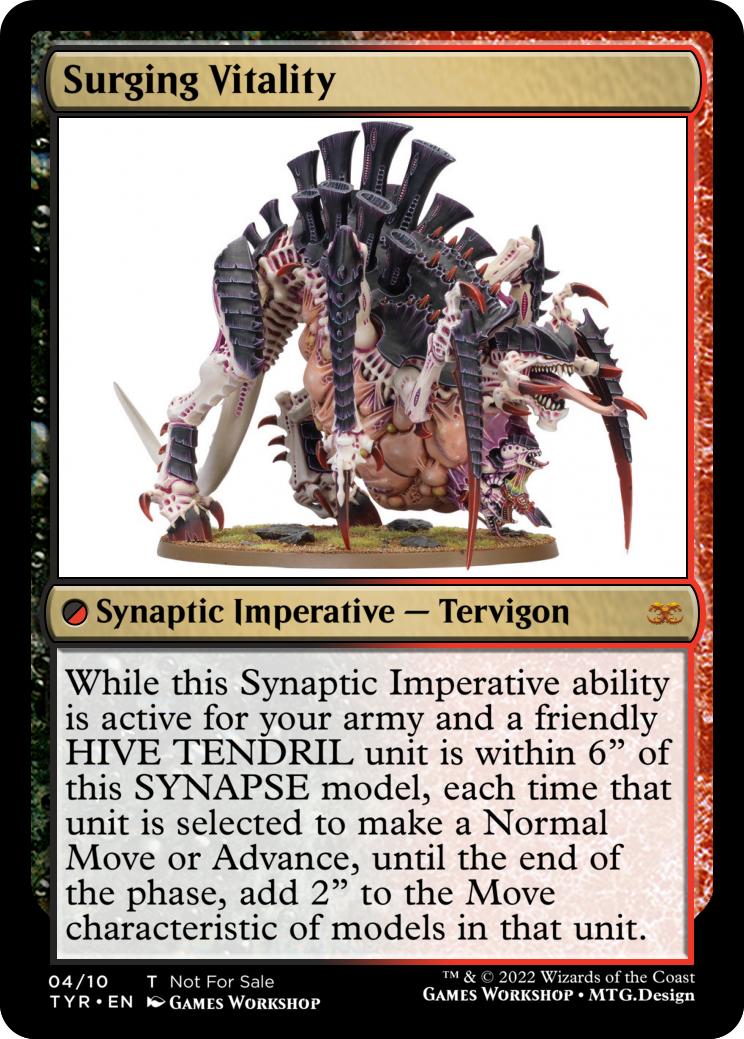 Surging Vitality
Synaptic Imperative — Tervigon
While this Synaptic Imperative ability
is active for your army and a friendly
HIVE TENDRIL unit is within 6” of
this SYNAPSE model, each time that
unit is selected to make a Normal
Move or Advance, until the end of
the phase, add 2” to the Move
characteristic of models in that unit.
04/10 T Not For Sale
TYR • EN GAMES WORKSHOP
™ & © 2022 Wizards of the Coast
GAMES WORKSHOP • MTG.Design